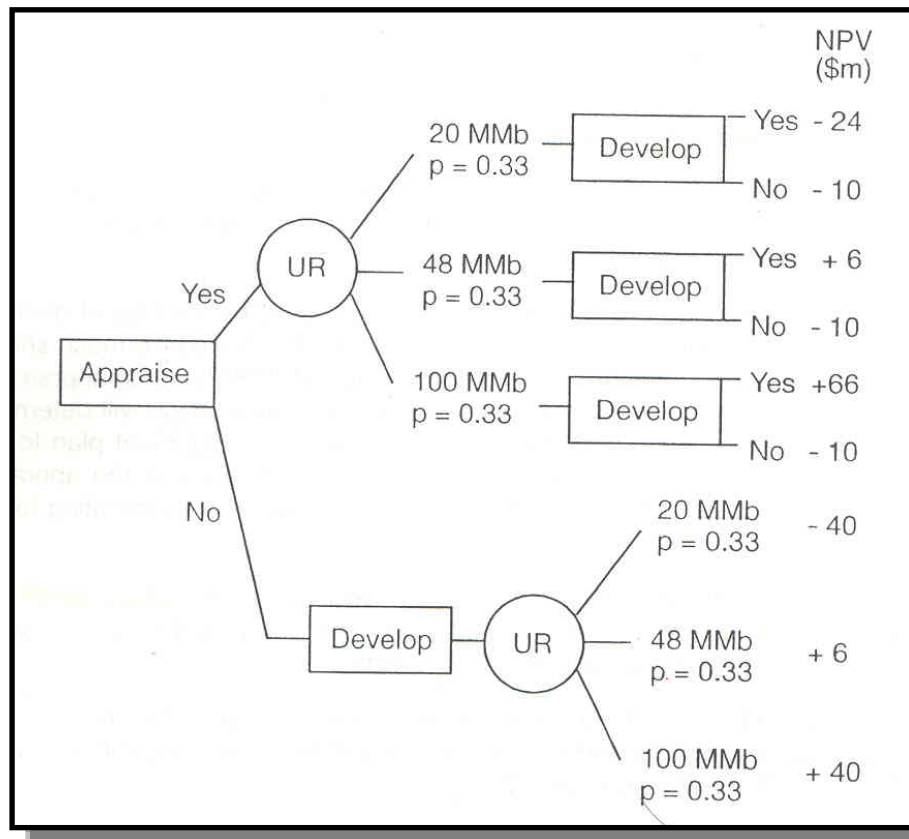 NPV
($m)
20 MMb
p = 0.33
Develop
Yes - 24
No - 10
UR
48 MMb
p = 0.33
Develop
Yes + 6
No - 10
Yes
Appraise
100 MMb
p = 0.33
Develop
Yes +66
No - 10
No
20 MMb
p = 0.33
- 40
Develop
UR
48 MMb
p = 0.33
+ 6
100 MMb
p = 0.33
+ 40